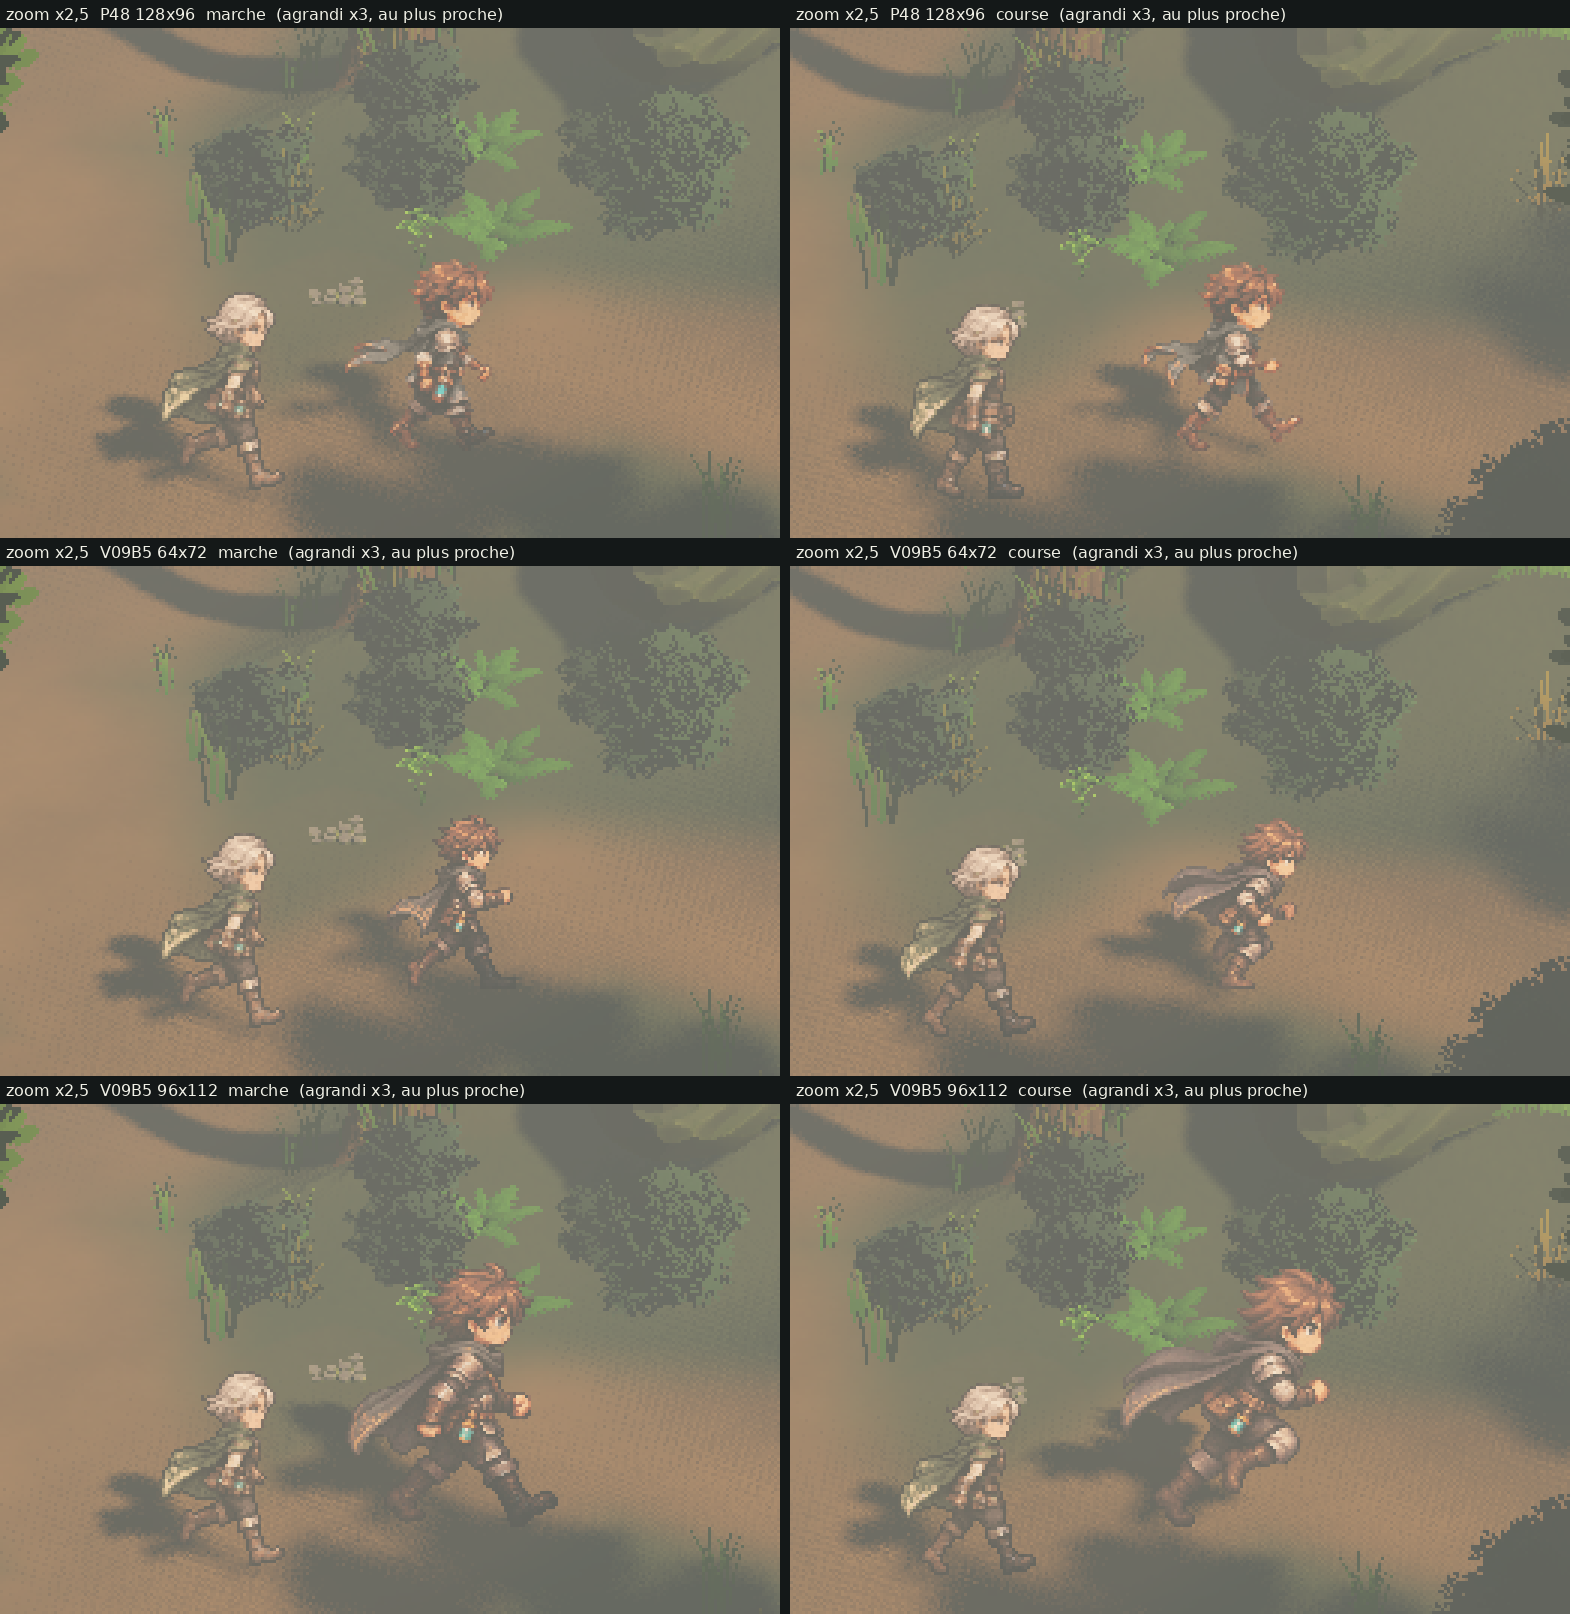 zoom x2,5  P48 128x96  marche  (agrandi x3, au plus proche)
zoom x2,5  P48 128x96  course  (agrandi x3, au plus proche)
zoom x2,5  V09B5 64x72  marche  (agrandi x3, au plus proche)
zoom x2,5  V09B5 64x72  course  (agrandi x3, au plus proche)
zoom x2,5  V09B5 96x112  marche  (agrandi x3, au plus proche)
zoom x2,5  V09B5 96x112  course  (agrandi x3, au plus proche)